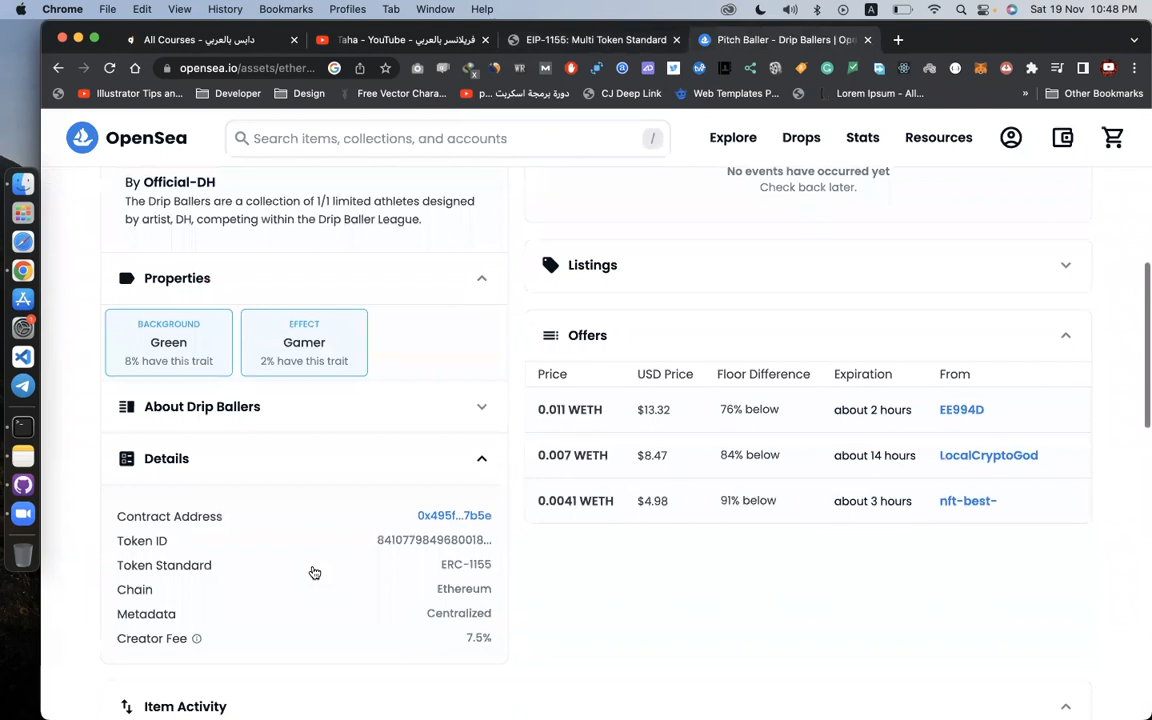 Chrome File Edit View History Bookmarks Profiles Tab Window Help A Sat 19 Nov 10:48 PM
All Courses - دابس بالعربي
Taha - YouTube - فريلانسر بالعربي
EIP-1155: Multi Token Standard
Pitch Baller - Drip Ballers | Ope
opensea.io/assets/ether...
Illustrator Tips an... Developer Design Free Vector Chara... دورة برمجة اسكربت p... CJ Deep Link Web Templates P... Lorem Ipsum - Al... » Other Bookmarks
OpenSea
Search items, collections, and accounts /
Explore Drops Stats Resources
By Official-DH
The Drip Ballers are a collection of 1/1 limited athletes designed
by artist, DH, competing within the Drip Baller League.
Properties
BACKGROUND
Green
8% have this trait
EFFECT
Gamer
2% have this trait
About Drip Ballers
Details
Contract Address 0x495f...7b5e
Token ID 8410779849680018...
Token Standard ERC-1155
Chain Ethereum
Metadata Centralized
Creator Fee 7.5%
No events have occurred yet
Check back later.
Listings
Offers
Price USD Price Floor Difference Expiration From
0.011 WETH $13.32 76% below about 2 hours EE994D
0.007 WETH $8.47 84% below about 14 hours LocalCryptoGod
0.0041 WETH $4.98 91% below about 3 hours nft-best-
Item Activity